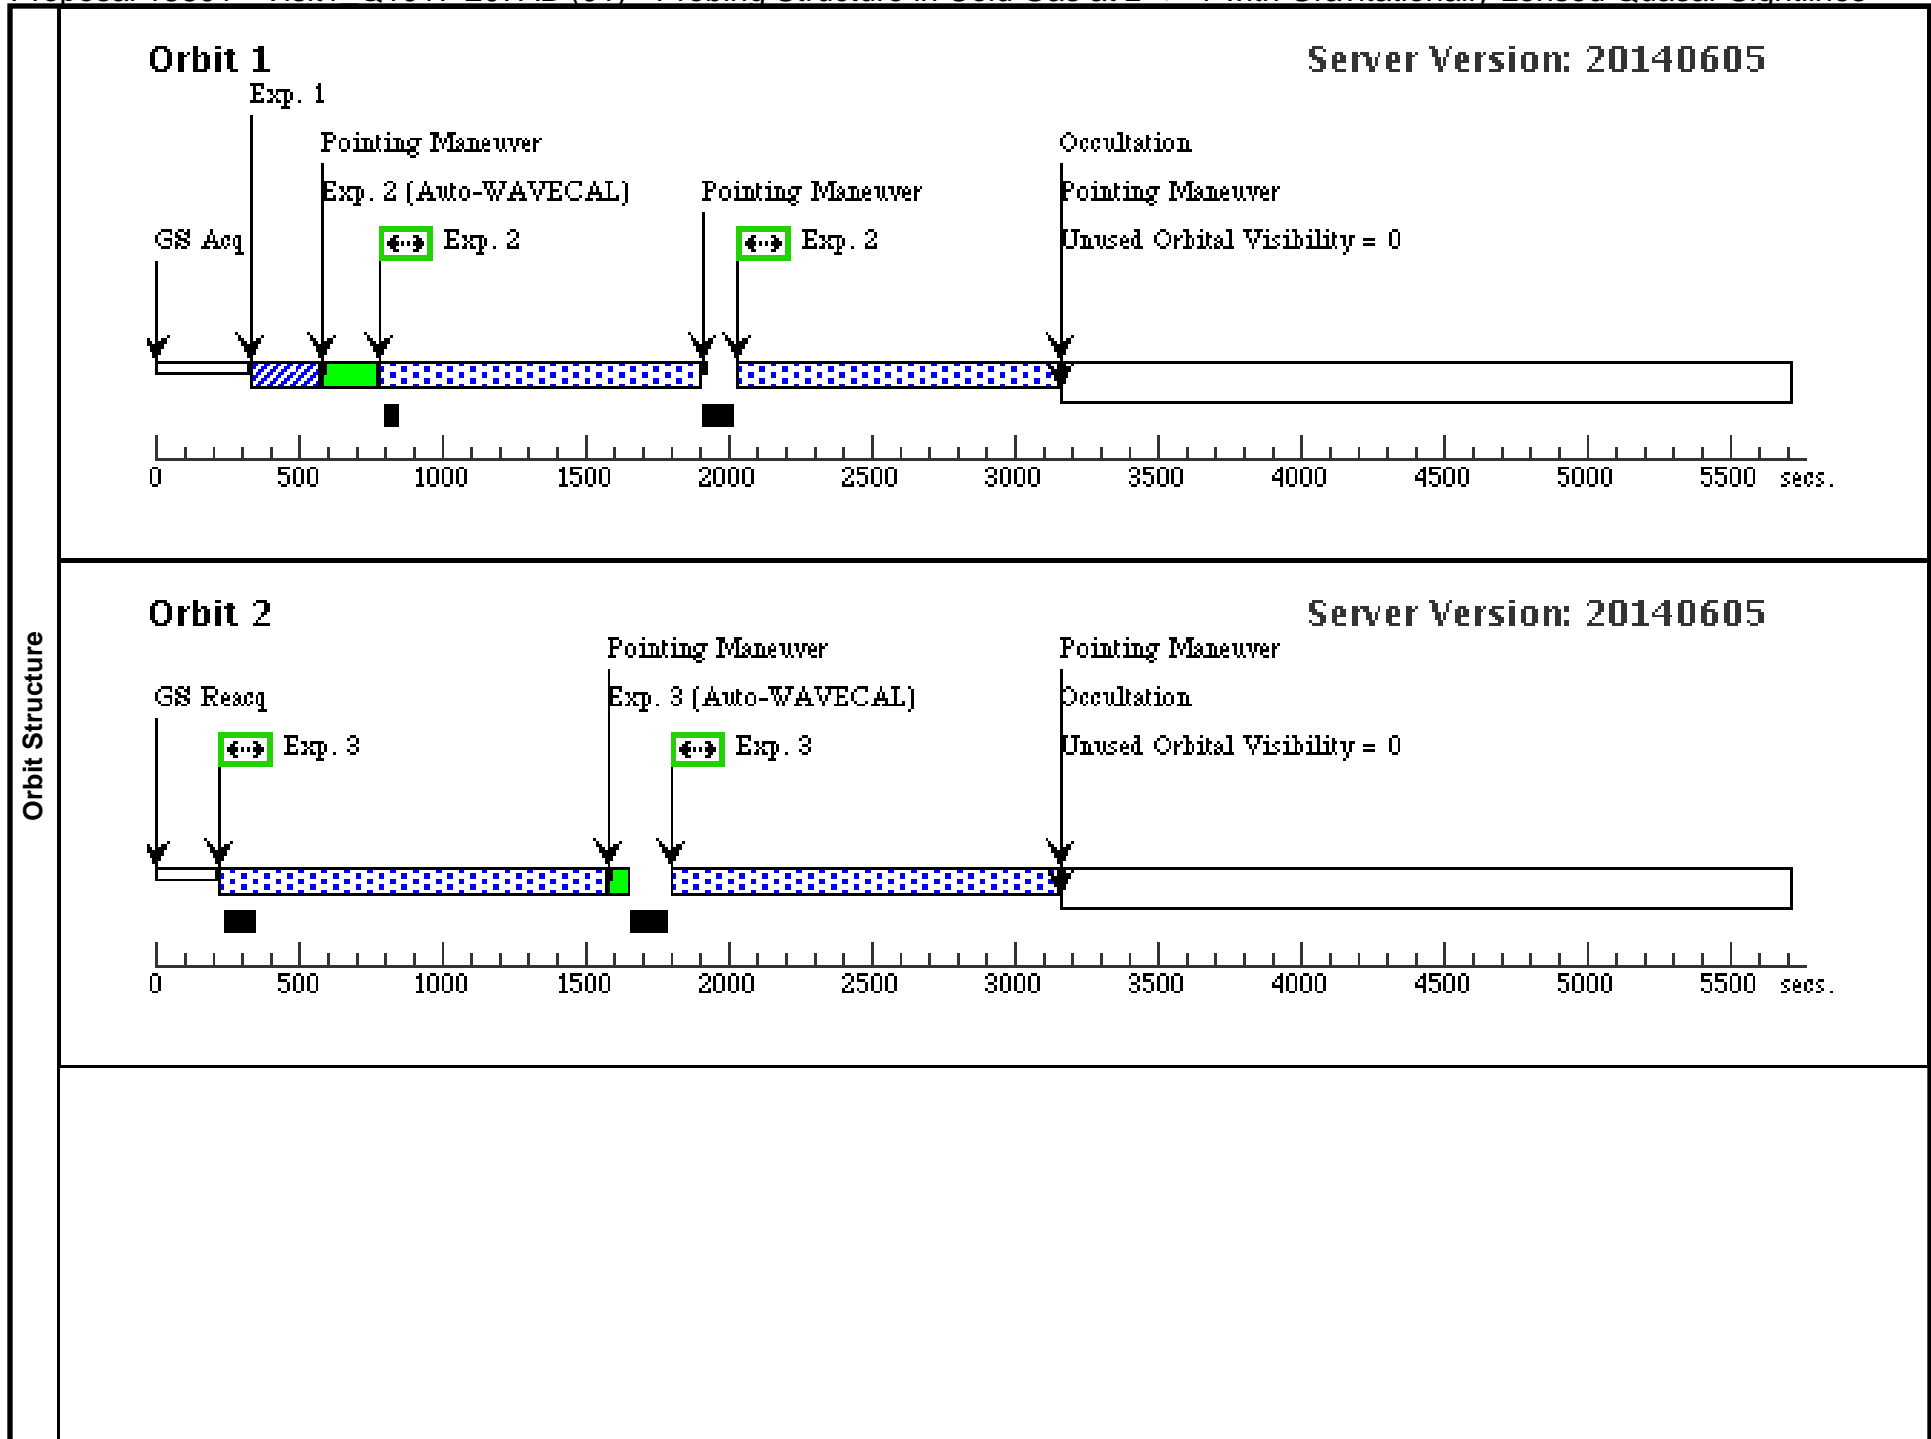 Orbit 1
Server Version: 20140605
Exp. 1
Pointing Maneuver
Occultation
Exp. 2 (Auto-WAVECAL)
Pointing Maneuver
Pointing Maneuver
GS Acq
Exp. 2
Exp. 2
Unused Orbital Visibility = 0
0 500 1000 1500 2000 2500 3000 3500 4000 4500 5000 5500 secs.
Orbit Structure
Orbit 2
Server Version: 20140605
Pointing Maneuver
Pointing Maneuver
GS Reacq
Exp. 3 (Auto-WAVECAL)
Occultation
Exp. 3
Exp. 3
Unused Orbital Visibility = 0
0 500 1000 1500 2000 2500 3000 3500 4000 4500 5000 5500 secs.